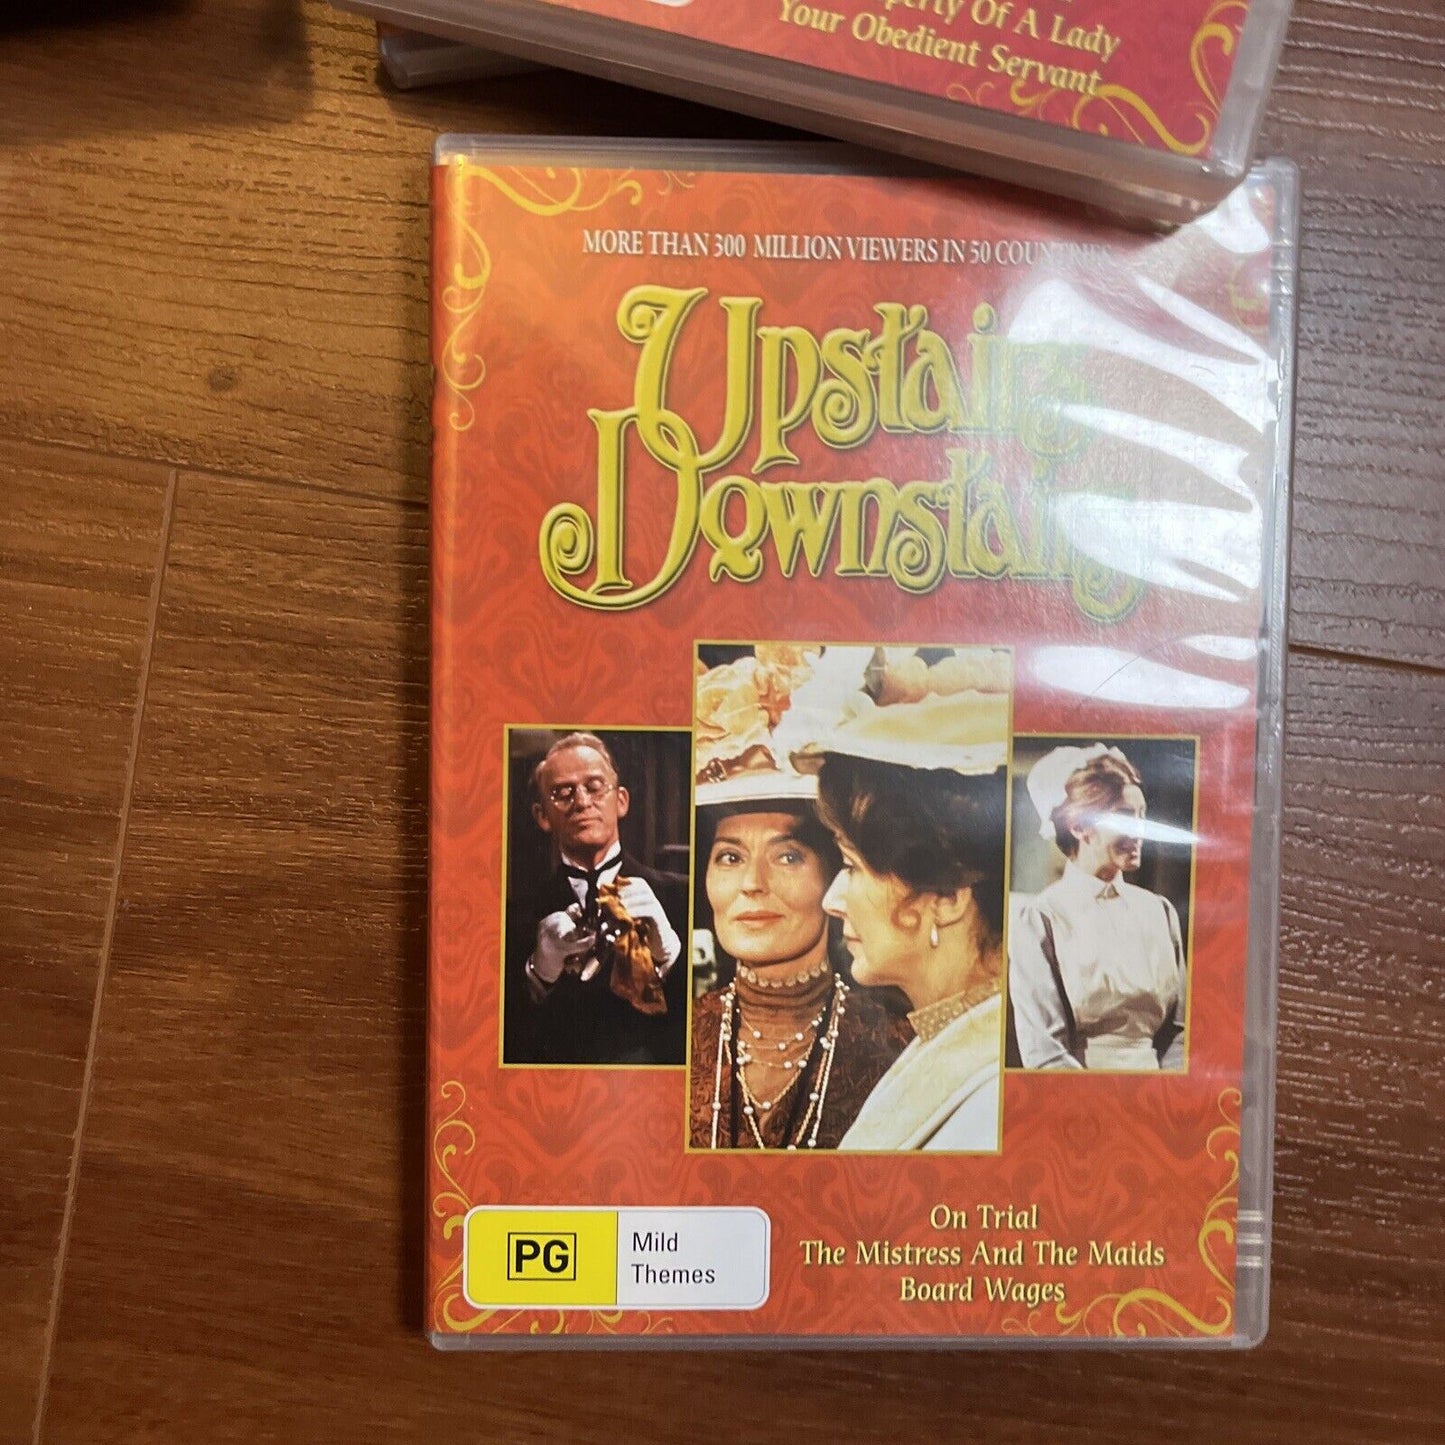 Of A Lady
Your Obedient Servant
MORE THAN 300 MILLION VIEWERS IN 50 COUNTRIES
Upstairs
Downstairs
PG
Mild
Themes
On Trial
The Mistress And The Maids
Board Wages